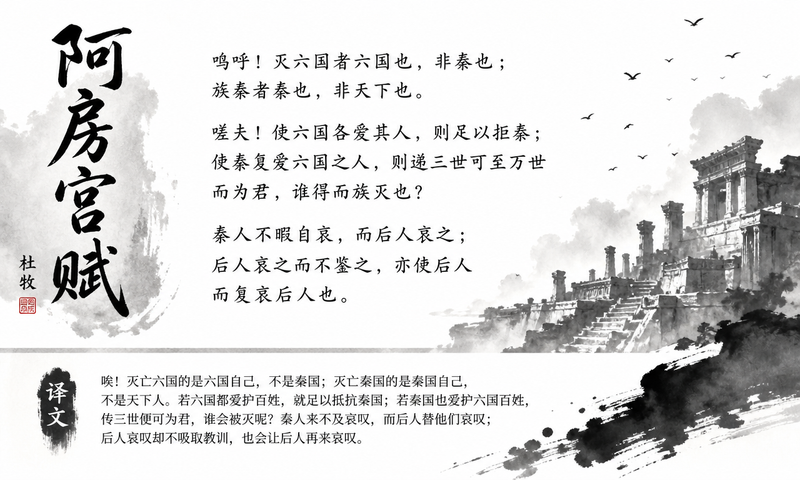 阿房宫赋
杜牧
呜呼！灭六国者六国也，非秦也；
族秦者秦也，非天下也。
嗟夫！使六国各爱其人，则足以拒秦；
使秦复爱六国之人，则递三世可至万世
而为君，谁得而族灭也？
秦人不暇自哀，而后人哀之；
后人哀之而不鉴之，亦使后人
而复哀后人也。
译文
唉！灭亡六国的是六国自己，不是秦国；灭亡秦国的是秦国自己，
不是天下人。若六国都爱护百姓，就足以抵抗秦国；若秦国也爱护六国百姓，
传三世便可为君，谁会被灭呢？秦人来不及哀叹，而后人替他们哀叹；
后人哀叹却不吸取教训，也会让后人再来哀叹。